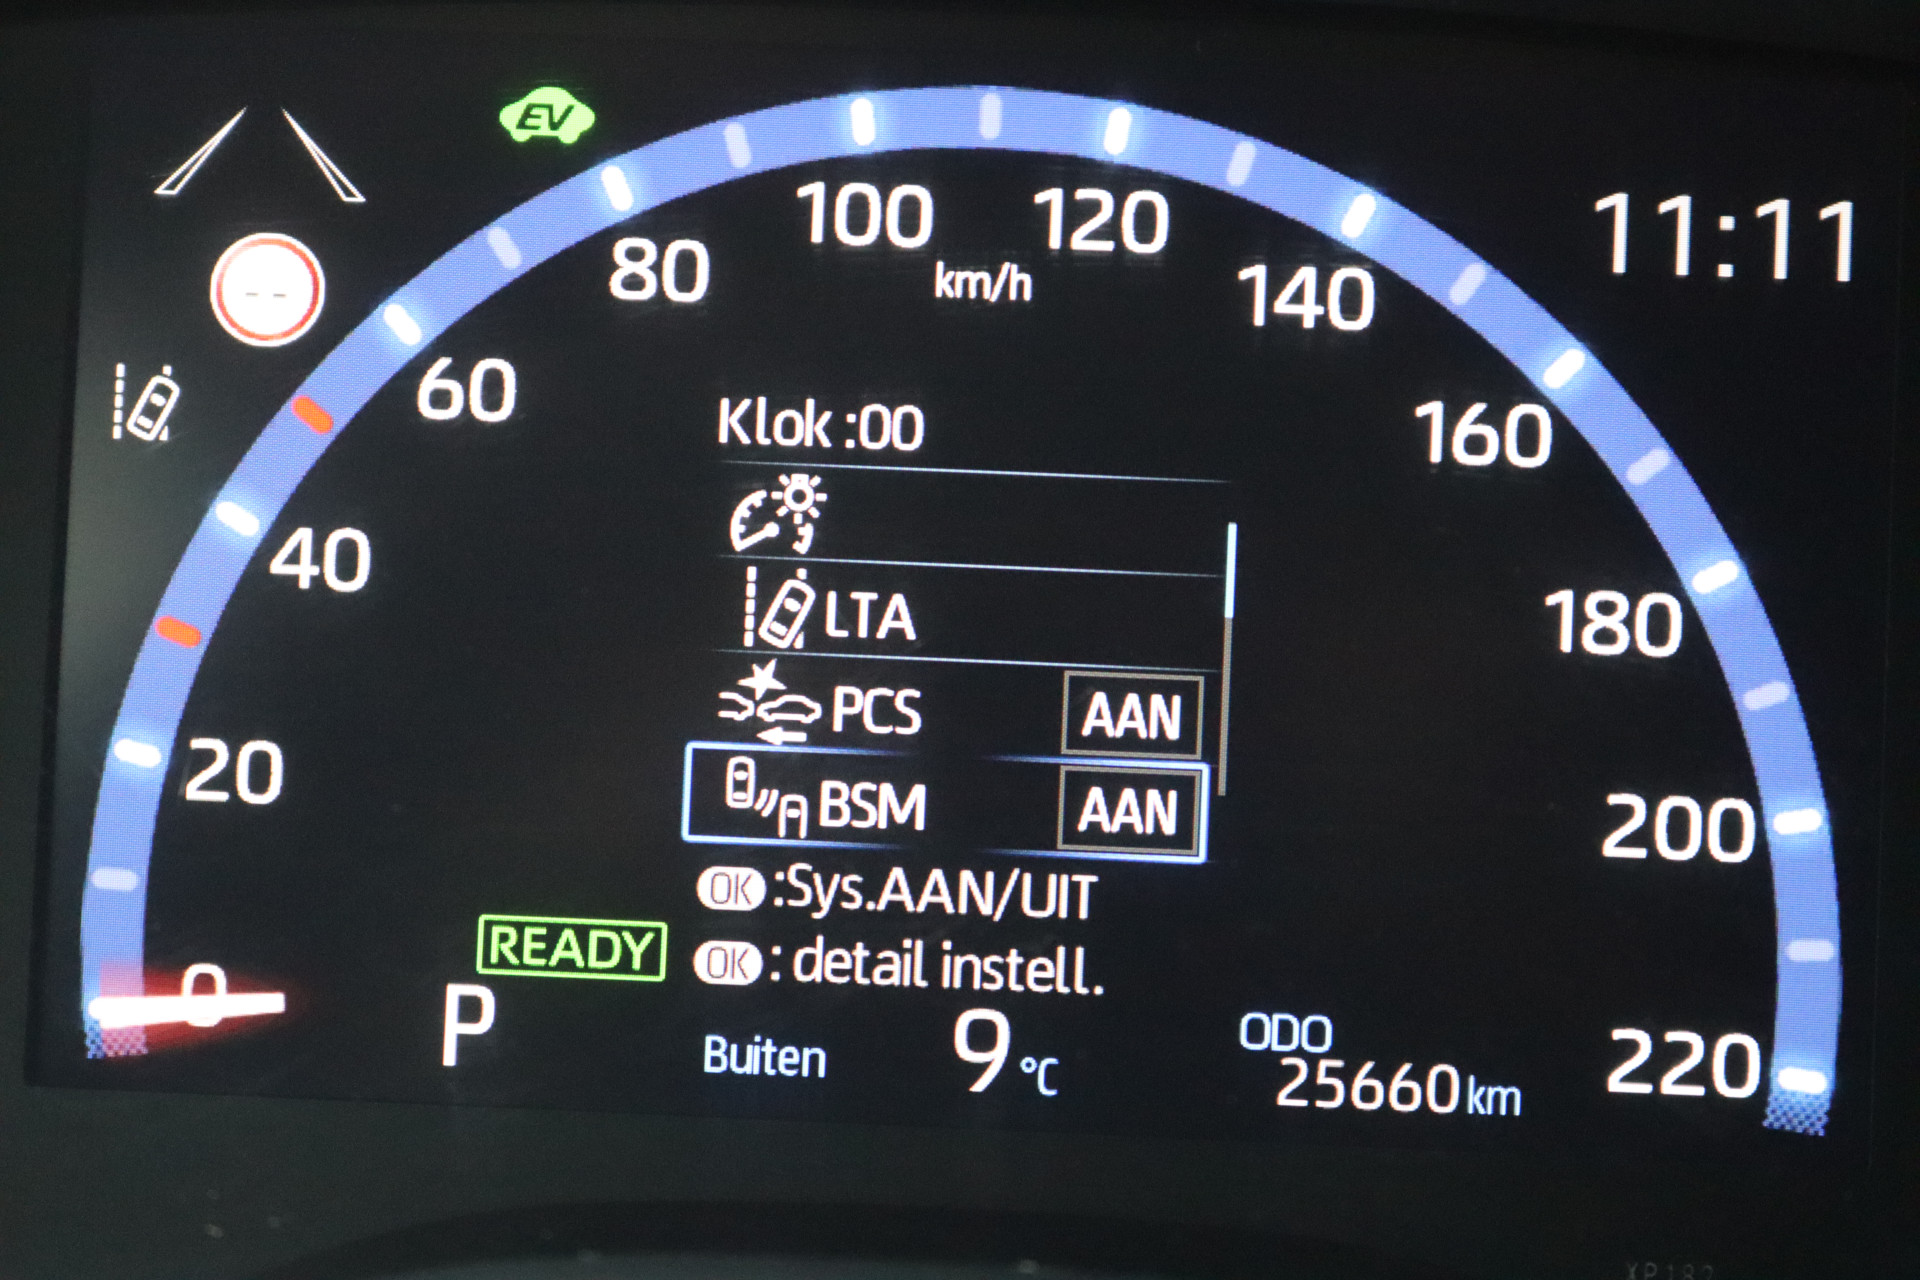 EV
11:11
100
120
80
km/h
140
60
160
Klok :00
40
LTA
180
PCS AAN
20
BSM AAN
200
OK :Sys.AAN/UIT
READY
OK : detail instell.
0
P
Buiten 9 °C
ODO
25660 km
220